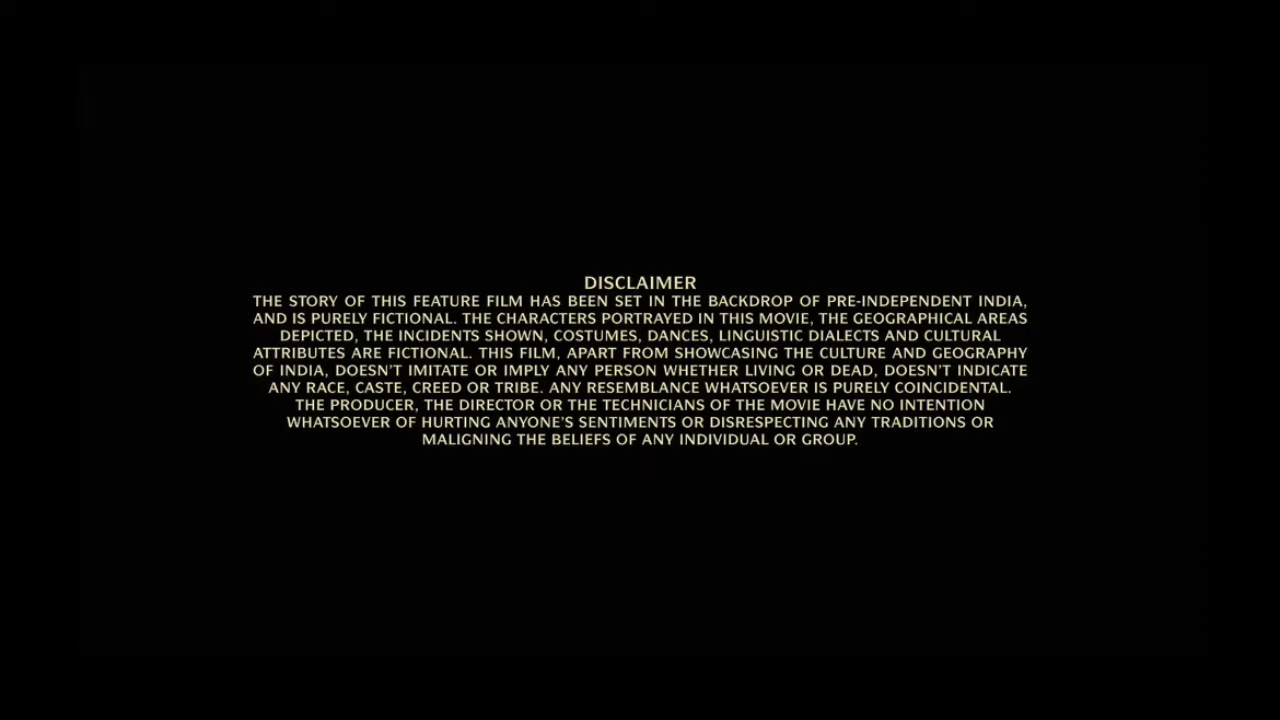 DISCLAIMER
THE STORY OF THIS FEATURE FILM HAS BEEN SET IN THE BACKDROP OF PRE-INDEPENDENT INDIA,
AND IS PURELY FICTIONAL. THE CHARACTERS PORTRAYED IN THIS MOVIE, THE GEOGRAPHICAL AREAS
DEPICTED, THE INCIDENTS SHOWN, COSTUMES, DANCES, LINGUISTIC DIALECTS AND CULTURAL
ATTRIBUTES ARE FICTIONAL. THIS FILM, APART FROM SHOWCASING THE CULTURE AND GEOGRAPHY
OF INDIA, DOESN'T IMITATE OR IMPLY ANY PERSON WHETHER LIVING OR DEAD, DOESN'T INDICATE
ANY RACE, CASTE, CREED OR TRIBE. ANY RESEMBLANCE WHATSOEVER IS PURELY COINCIDENTAL.
THE PRODUCER, THE DIRECTOR OR THE TECHNICIANS OF THE MOVIE HAVE NO INTENTION
WHATSOEVER OF HURTING ANYONE'S SENTIMENTS OR DISRESPECTING ANY TRADITIONS OR
MALIGNING THE BELIEFS OF ANY INDIVIDUAL OR GROUP.